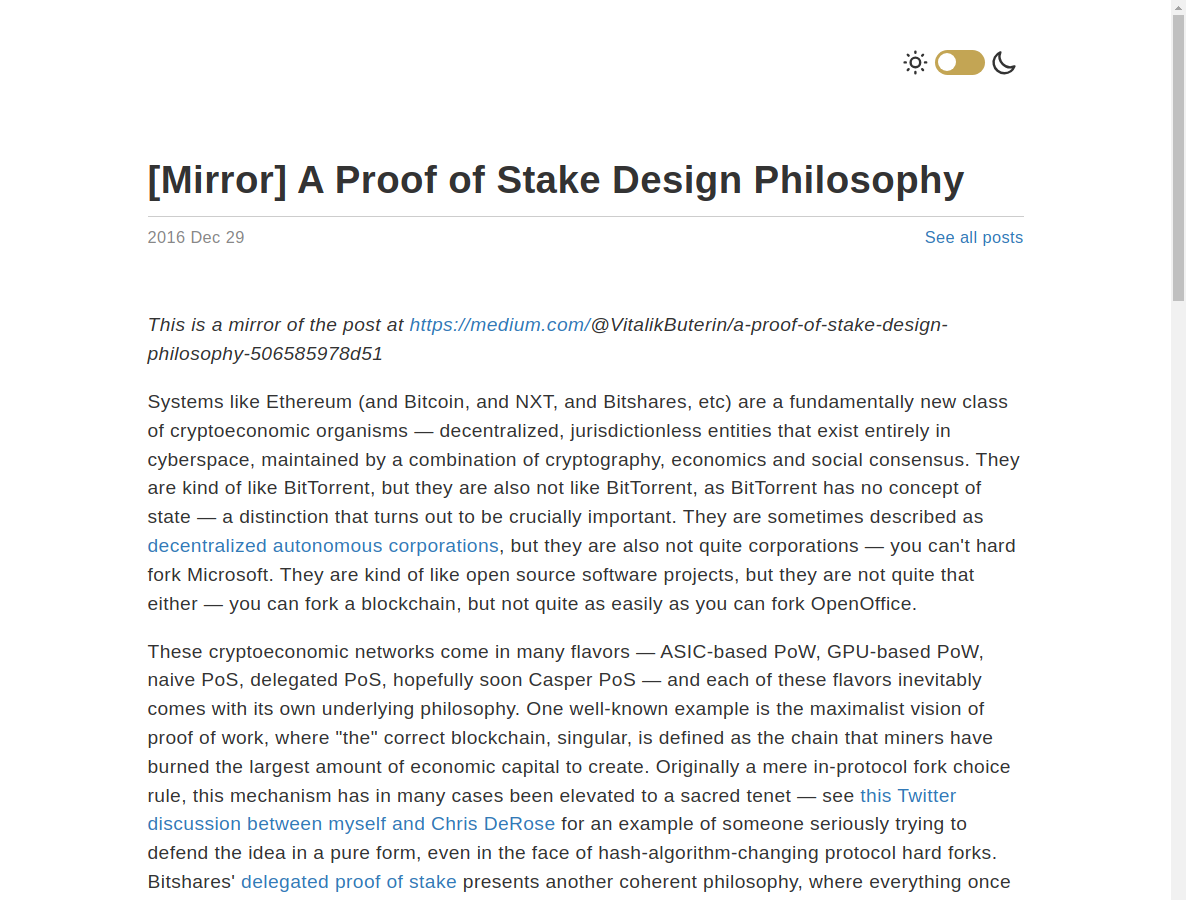 [Mirror] A Proof of Stake Design Philosophy
2016 Dec 29
See all posts
This is a mirror of the post at https://medium.com/@VitalikButerin/a-proof-of-stake-design-
philosophy-506585978d51
Systems like Ethereum (and Bitcoin, and NXT, and Bitshares, etc) are a fundamentally new class
of cryptoeconomic organisms — decentralized, jurisdictionless entities that exist entirely in
cyberspace, maintained by a combination of cryptography, economics and social consensus. They
are kind of like BitTorrent, but they are also not like BitTorrent, as BitTorrent has no concept of
state — a distinction that turns out to be crucially important. They are sometimes described as
decentralized autonomous corporations, but they are also not quite corporations — you can't hard
fork Microsoft. They are kind of like open source software projects, but they are not quite that
either — you can fork a blockchain, but not quite as easily as you can fork OpenOffice.
These cryptoeconomic networks come in many flavors — ASIC-based PoW, GPU-based PoW,
naive PoS, delegated PoS, hopefully soon Casper PoS — and each of these flavors inevitably
comes with its own underlying philosophy. One well-known example is the maximalist vision of
proof of work, where "the" correct blockchain, singular, is defined as the chain that miners have
burned the largest amount of economic capital to create. Originally a mere in-protocol fork choice
rule, this mechanism has in many cases been elevated to a sacred tenet — see this Twitter
discussion between myself and Chris DeRose for an example of someone seriously trying to
defend the idea in a pure form, even in the face of hash-algorithm-changing protocol hard forks.
Bitshares' delegated proof of stake presents another coherent philosophy, where everything once